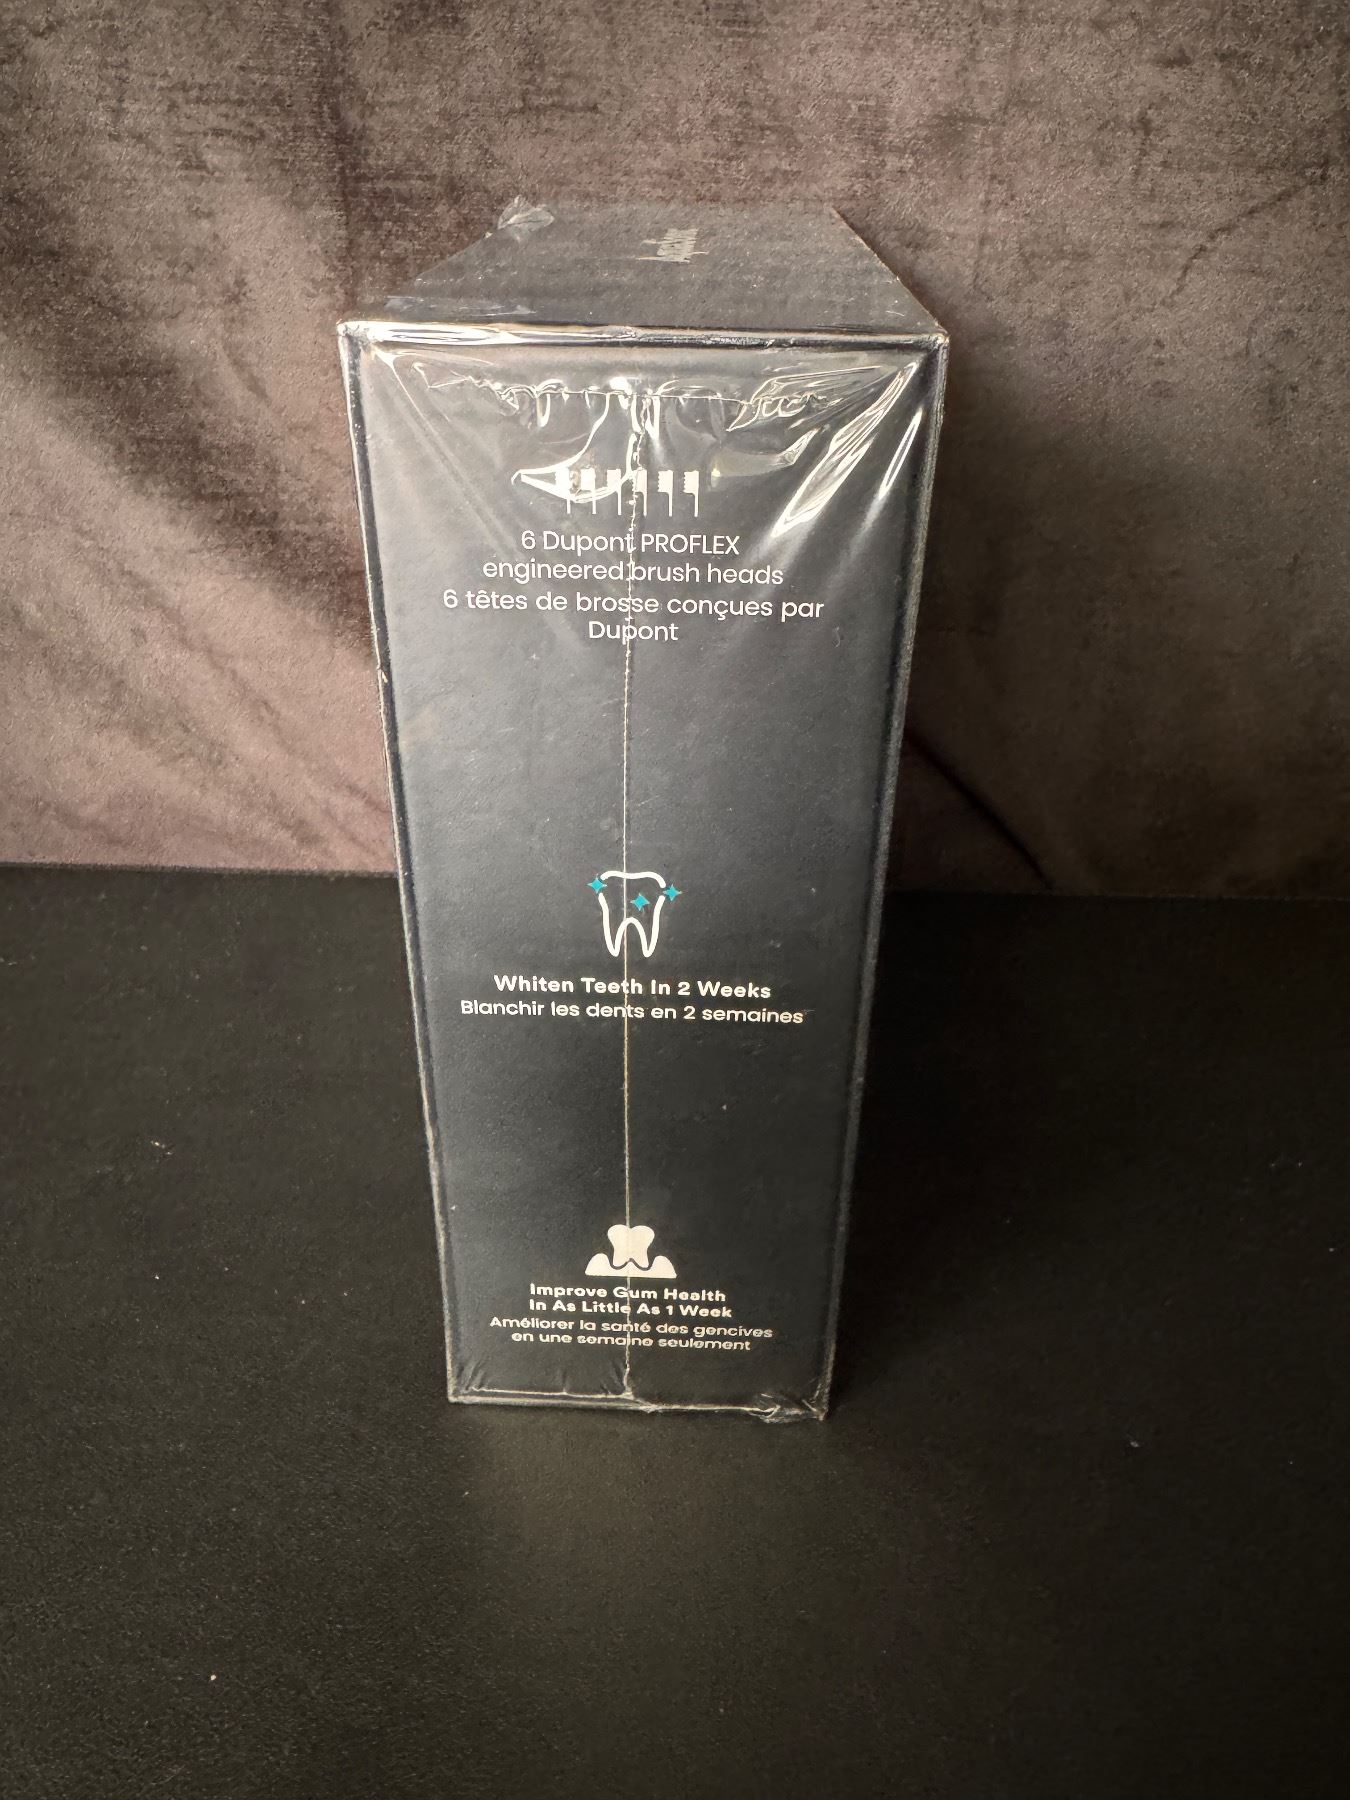 6 Dupont PROFLEX
engineered brush heads
6 têtes de brosse conçues par
Dupont
Whiten Teeth In 2 Weeks
Blanchir les dents en 2 semaines
Improve Gum Health
In As Little As 1 Week
Améliorer la santé des gencives
en une semaine seulement